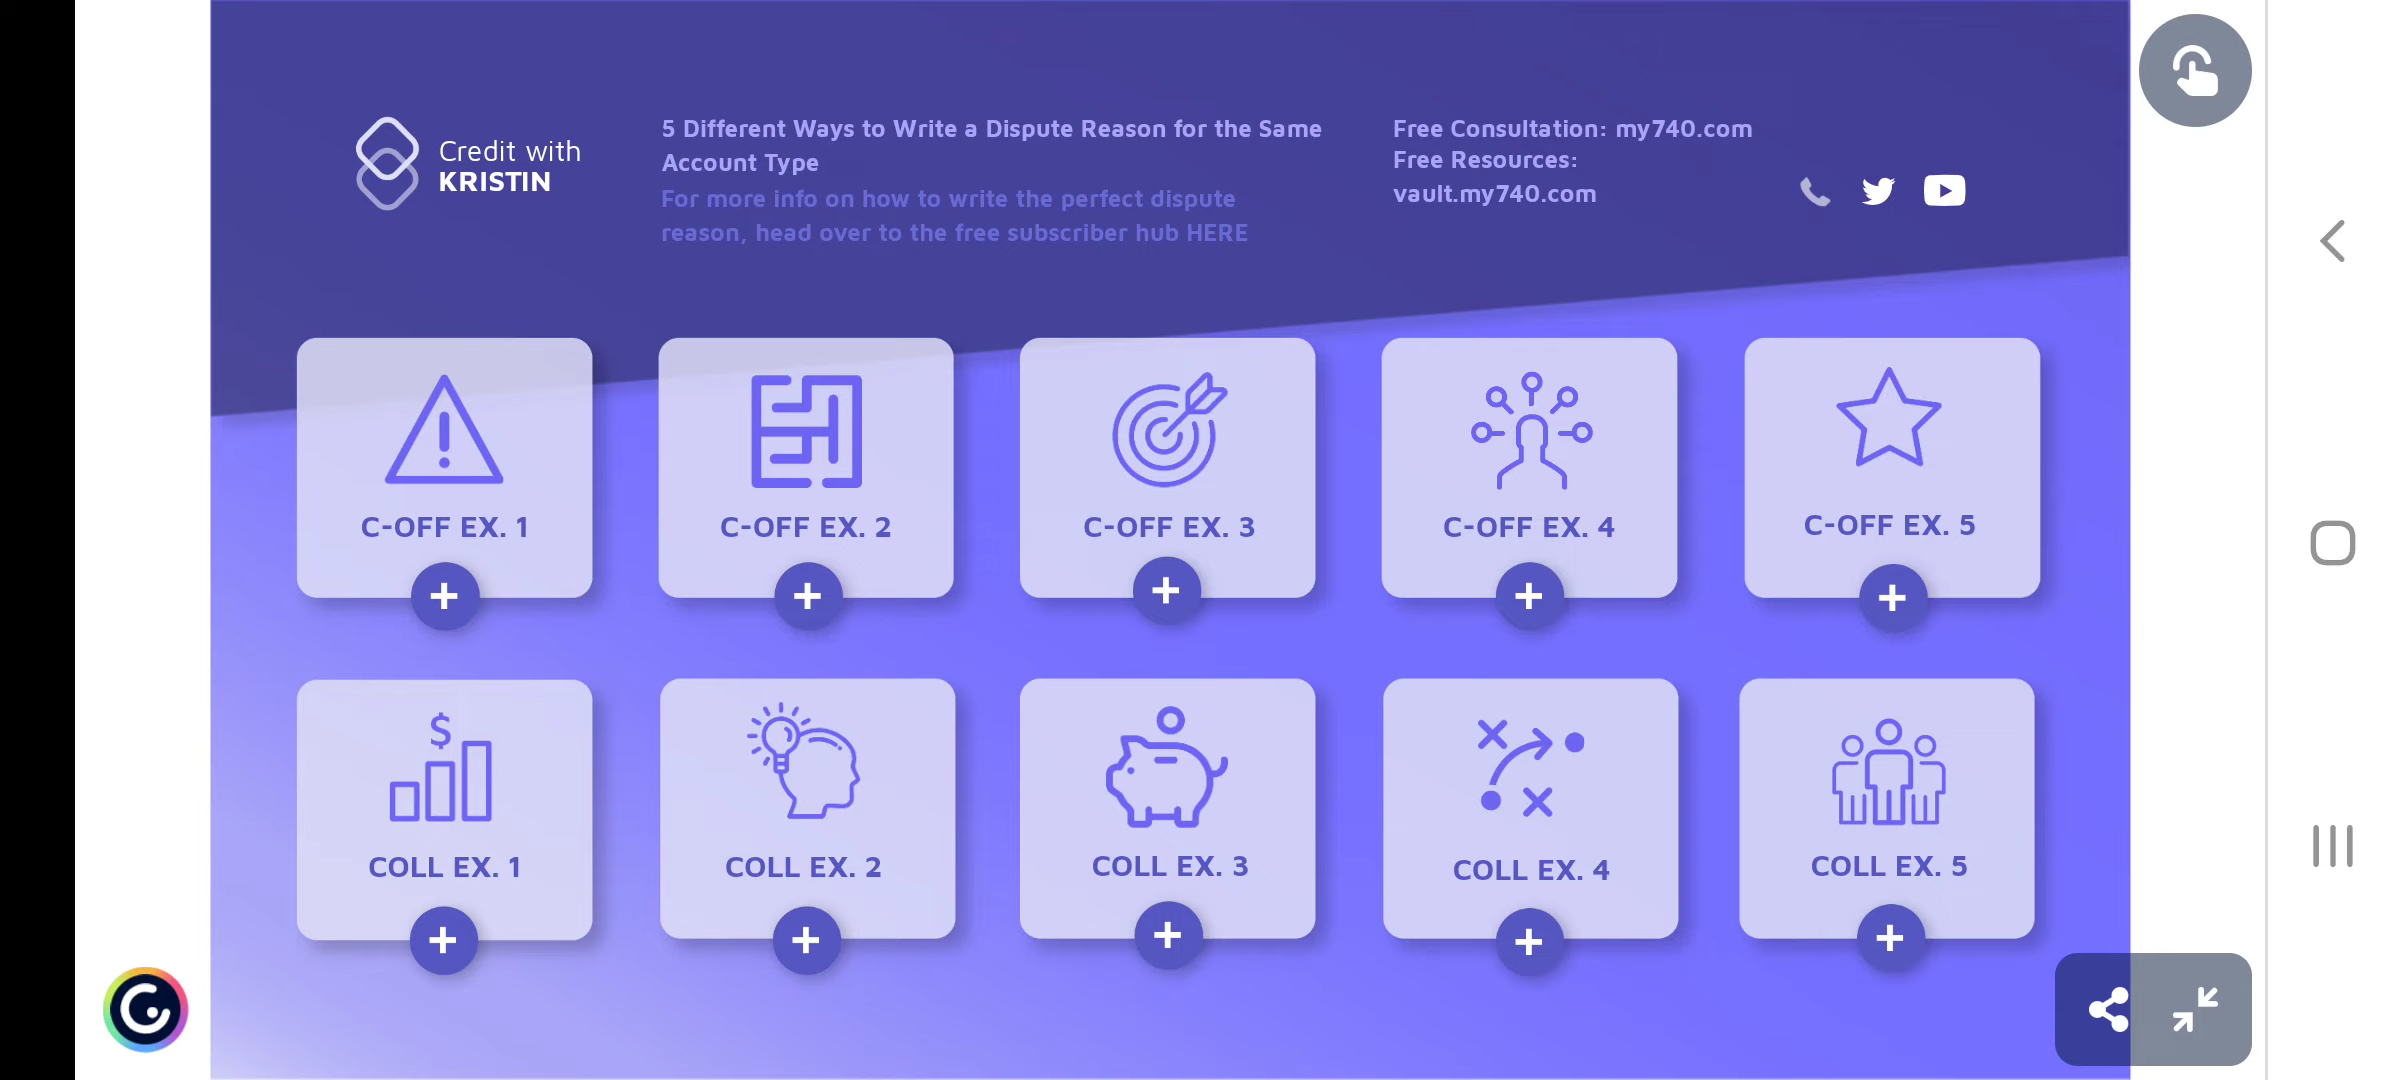 Credit with
KRISTIN
5 Different Ways to Write a Dispute Reason for the Same
Account Type
For more info on how to write the perfect dispute
reason, head over to the free subscriber hub HERE
Free Consultation: my740.com
Free Resources:
vault.my740.com
C-OFF EX. 1
C-OFF EX. 2
C-OFF EX. 3
C-OFF EX. 4
C-OFF EX. 5
COLL EX. 1
COLL EX. 2
COLL EX. 3
COLL EX. 4
COLL EX. 5